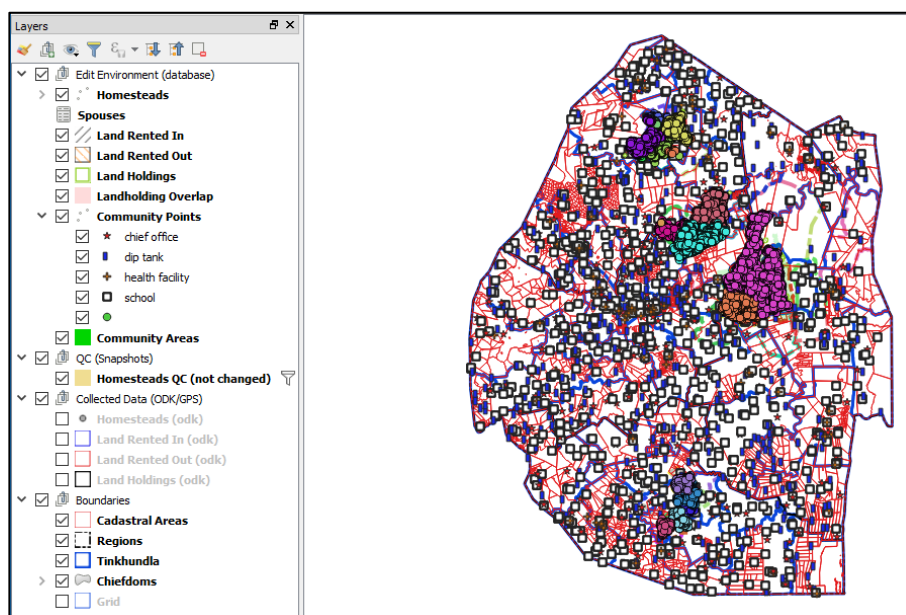 Layers
Edit Environment (database)
Homesteads
Spouses
Land Rented In
Land Rented Out
Land Holdings
Landholding Overlap
Community Points
chief office
dip tank
health facility
school
Community Areas
QC (Snapshots)
Homesteads QC (not changed)
Collected Data (ODK/GPS)
Homesteads (odk)
Land Rented In (odk)
Land Rented Out (odk)
Land Holdings (odk)
Boundaries
Cadastral Areas
Regions
Tinkhundla
Chiefdoms
Grid